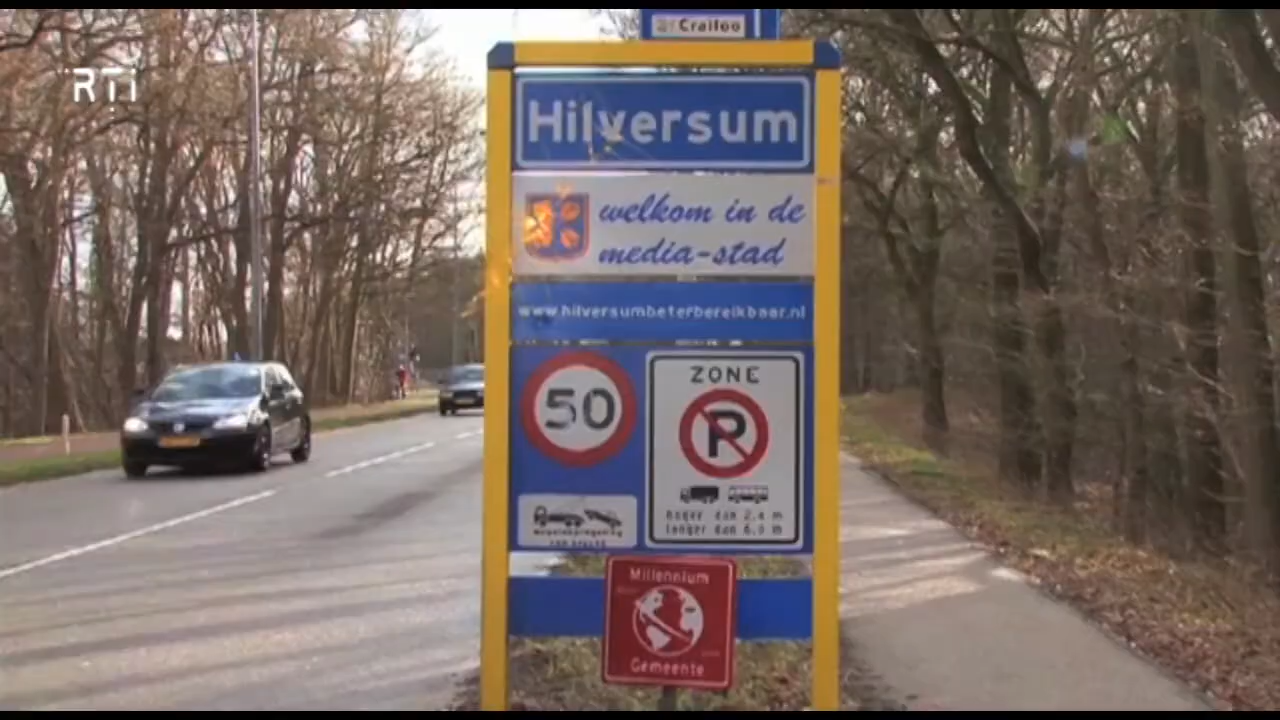 RTi
Crailoo
Hilversum
welkom in de
media-stad
www.hilversumbeterbereikbaar.nl
50
ZONE
P
hoger dan 2.4 m
langer dan 6.0 m
Millennium
Gemeente